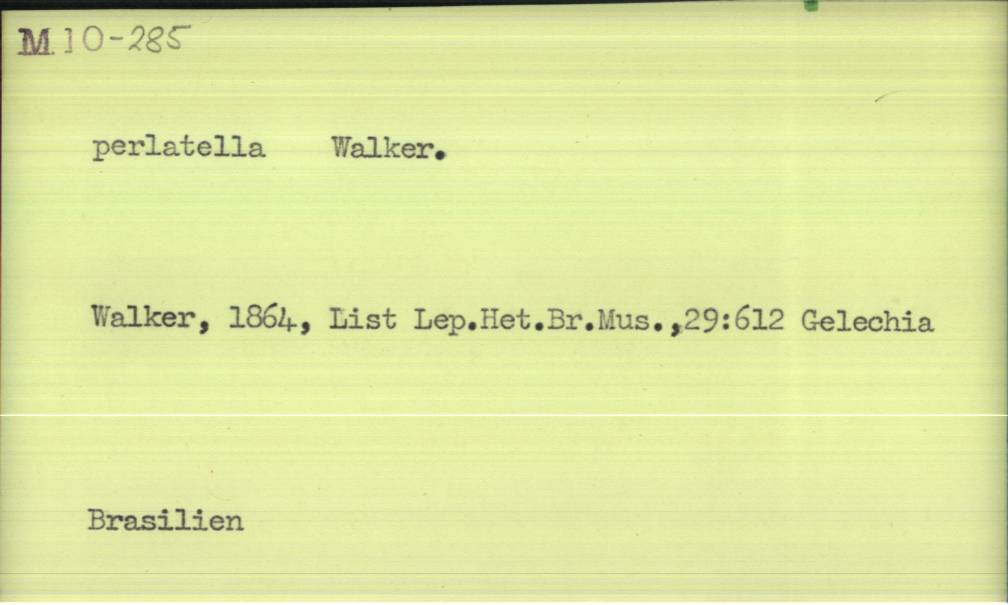 M 10-285
perlatella Walker.
Walker, 1864, List Lep.Het.Br.Mus.,29:612 Gelechia
Brasilien